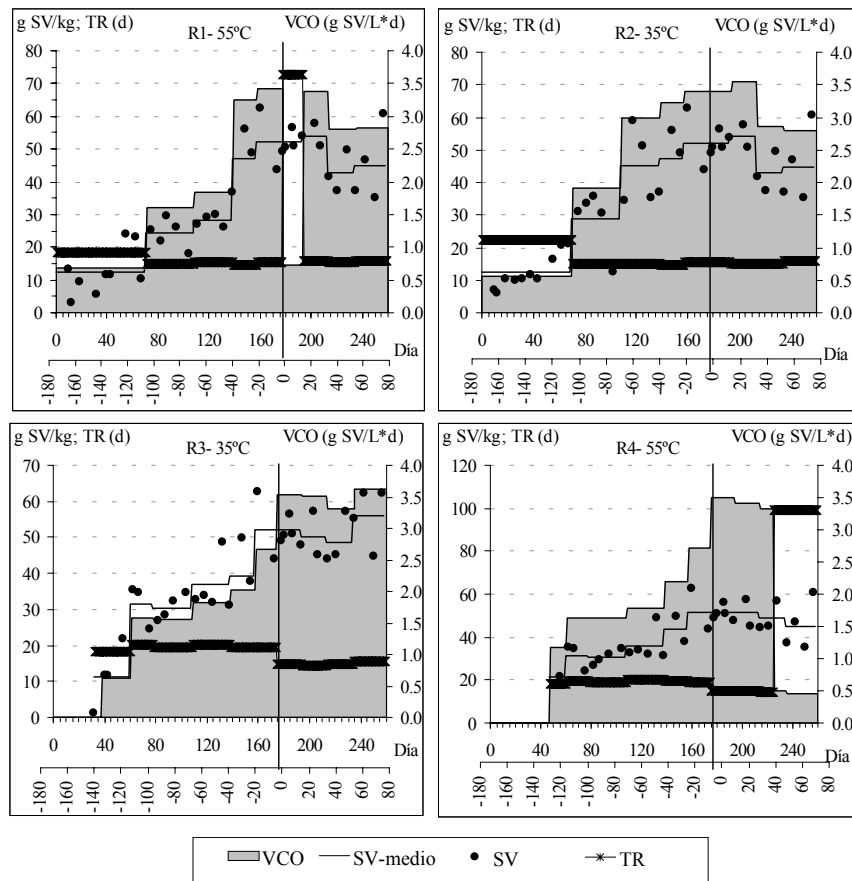 g SV/kg; TR (d) R1- 55ºC VCO (g SV/L*d)
80 70 60 50 40 30 20 10 0
4.0 3.5 3.0 2.5 2.0 1.5 1.0 0.5 0.0
0 40 80 120 160 200 240 Día
-180 -160 -140 -120 -100 -80 -60 -40 -20 0 20 40 60 80
g SV/kg; TR (d) R2- 35ºC VCO (g SV/L*d)
80 70 60 50 40 30 20 10 0
4.0 3.5 3.0 2.5 2.0 1.5 1.0 0.5 0.0
0 40 80 120 160 200 240 Día
-180 -160 -140 -120 -100 -80 -60 -40 -20 0 20 40 60 80
g SV/kg; TR (d) R3- 35ºC VCO (g SV/L*d)
70 60 50 40 30 20 10 0
4.0 3.5 3.0 2.5 2.0 1.5 1.0 0.5 0.0
0 40 80 120 160 200 240 Día
-180 -160 -140 -120 -100 -80 -60 -40 -20 0 20 40 60 80
g SV/kg; TR (d) R4- 55ºC VCO (g SV/L*d)
120 100 80 60 40 20 0
4.0 3.5 3.0 2.5 2.0 1.5 1.0 0.5 0.0
0 40 80 120 160 200 240 Día
-180 -160 -140 -120 -100 -80 -60 -40 -20 0 20 40 60 80
VCO SV-medio SV TR